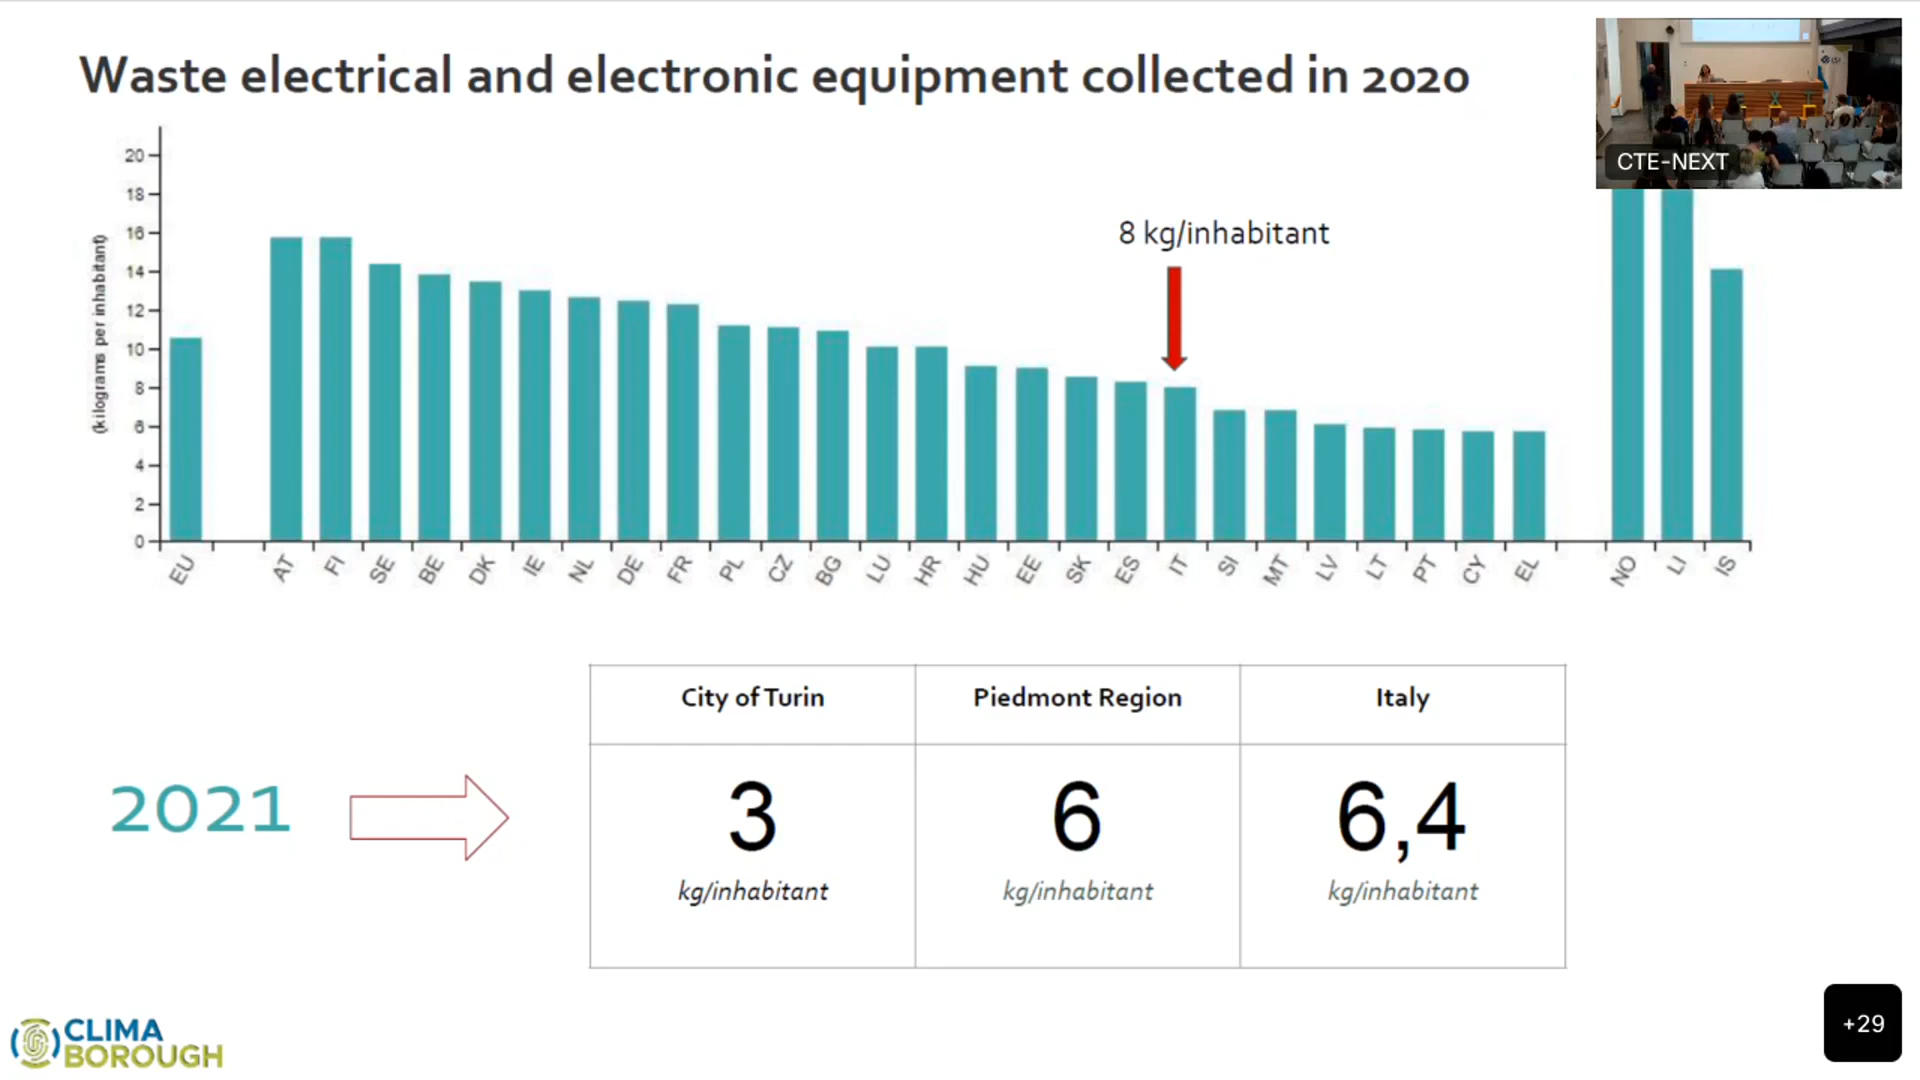 Waste electrical and electronic equipment collected in 2020
CTE-NEXT
(kilograms per inhabitant)
20
18
16
14
12
10
8
6
4
2
0
8 kg/inhabitant
EU AT FI SE BE DK IE NL DE FR PL CZ BG LU HR HU EE SK ES IT SI MT LV LT PT CY EL NO LI IS
City of Turin Piedmont Region Italy
2021
3 6 6,4
kg/inhabitant kg/inhabitant kg/inhabitant
CLIMA
BOROUGH
+29